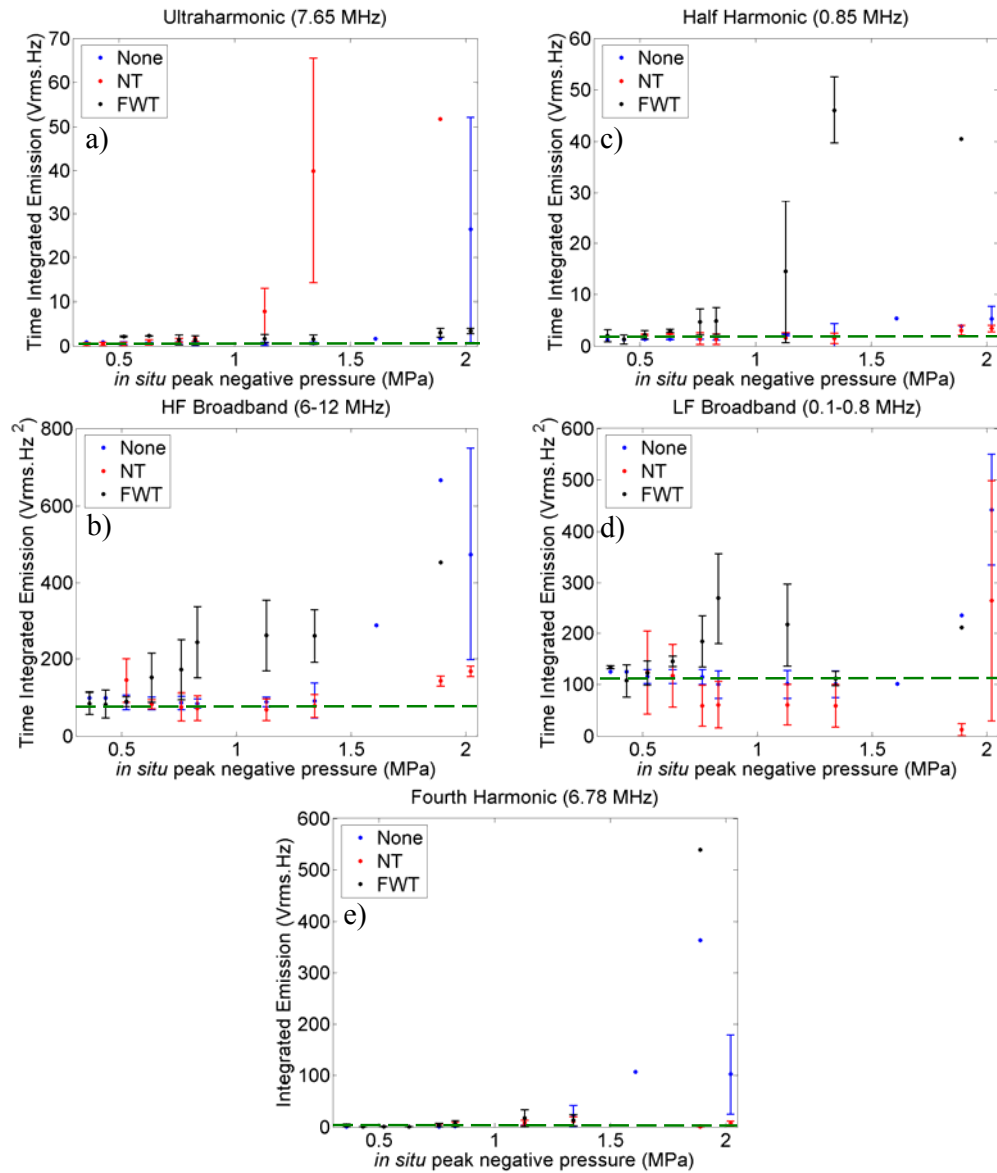 Ultraharmonic (7.65 MHz)
Time Integrated Emission (Vrms.Hz)
70
60
50
40
30
20
10
0
None
NT
FWT
a)
0.5
1
1.5
2
in situ peak negative pressure (MPa)
Half Harmonic (0.85 MHz)
Time Integrated Emission (Vrms.Hz)
60
50
40
30
20
10
0
None
NT
FWT
c)
0.5
1
1.5
2
in situ peak negative pressure (MPa)
HF Broadband (6-12 MHz)
Time Integrated Emission (Vrms.Hz ²)
800
600
400
200
0
None
NT
FWT
b)
0.5
1
1.5
2
in situ peak negative pressure (MPa)
LF Broadband (0.1-0.8 MHz)
Time Integrated Emission (Vrms.Hz ²)
600
500
400
300
200
100
0
None
NT
FWT
d)
0.5
1
1.5
2
in situ peak negative pressure (MPa)
Fourth Harmonic (6.78 MHz)
Integrated Emission (Vrms.Hz)
600
500
400
300
200
100
0
None
NT
FWT
e)
0.5
1
1.5
2
in situ peak negative pressure (MPa)